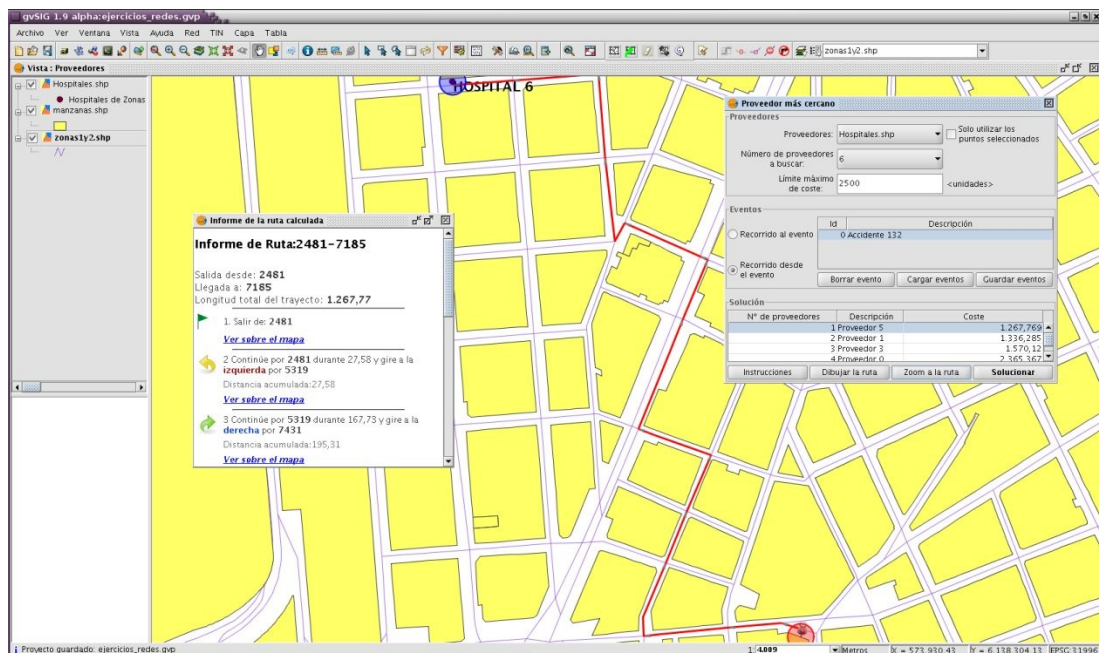 gvSIG 1.9 alpha:ejercicios_redes.gvp
Archivo Ver Ventana Vista Ayuda Red TIN Capa Tabla
zonas1y2.shp
Vista : Proveedores
Hospitales.shp
Hospitales de Zonas
manzanas.shp
zonas1y2.shp
HOSPITAL 6
Informe de la ruta calculada
Informe de Ruta:2481-7185
Salida desde: 2481
Llegada a: 7185
Longitud total del trayecto: 1.267,77
1. Salir de: 2481
Ver sobre el mapa
2 Continúe por 2481 durante 27,58 y gire a la
izquierda por 5319
Distancia acumulada:27,58
Ver sobre el mapa
3 Continúe por 5319 durante 167,73 y gire a la
derecha por 7431
Distancia acumulada:195,31
Ver sobre el mapa
Proveedor más cercano
Proveedores
Proveedores: Hospitales.shp
Solo utilizar los
puntos seleccionados
Número de proveedores
a buscar: 6
Límite máximo
de coste: 2500 <unidades>
Eventos
Id Descripción
Recorrido al evento
0 Accidente 132
Recorrido desde
el evento
Borrar evento Cargar eventos Guardar eventos
Solución
N° de proveedores Descripción Coste
1 Proveedor 5 1.267,769
2 Proveedor 1 1.336,285
3 Proveedor 3 1.570,12
4 Proveedor 0 2.365,367
Instrucciones Dibujar la ruta Zoom a la ruta Solucionar
Proyecto guardado: ejercicios_redes.gvp
1: 4.009 Metros X = 573.930,43 Y = 6.138.304,13 EPSG:31996